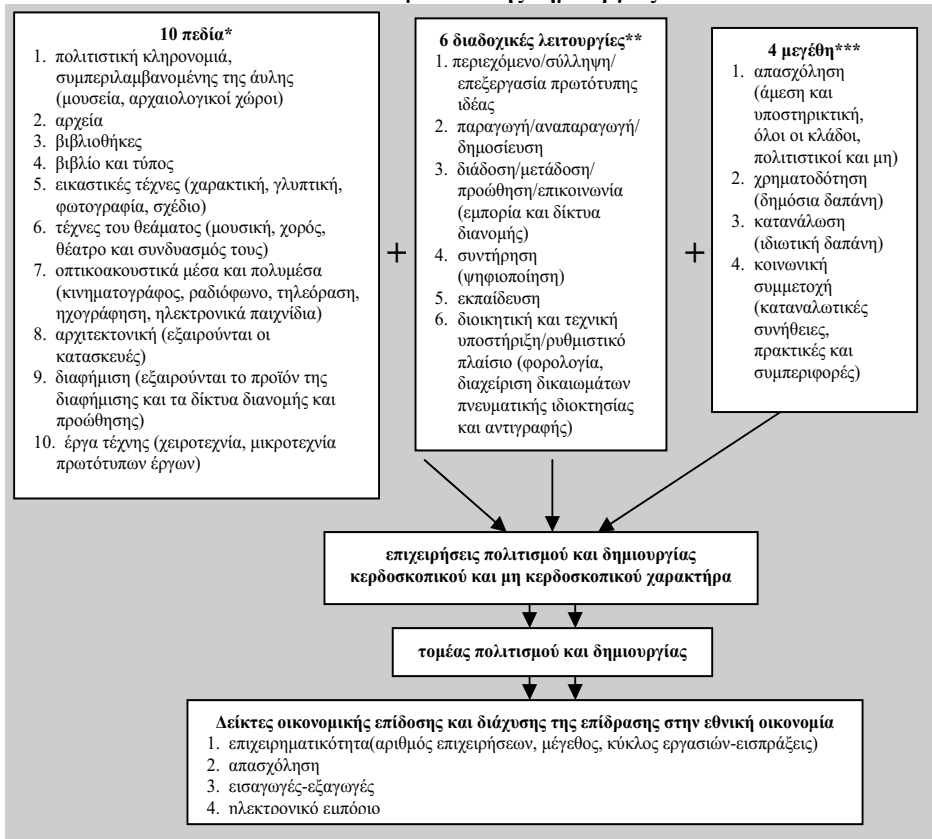 10 πεδία*
1. πολιτιστική κληρονομιά,
συμπεριλαμβανομένης της άυλης
(μουσεία, αρχαιολογικοί χώροι)
2. αρχεία
3. βιβλιοθήκες
4. βιβλίο και τύπος
5. εικαστικές τέχνες (χαρακτική, γλυπτική,
φωτογραφία, σχέδιο)
6. τέχνες του θεάματος (μουσική, χορός,
θέατρο και συνδυασμός τους)
7. οπτικοακουστικά μέσα και πολυμέσα
(κινηματογράφος, ραδιόφωνο, τηλεόραση,
ηχογράφηση, ηλεκτρονικά παιχνίδια)
8. αρχιτεκτονική (εξαιρούνται οι
κατασκευές)
9. διαφήμιση (εξαιρούνται το προϊόν της
διαφήμισης και τα δίκτυα διανομής και
προώθησης)
10. έργα τέχνης (χειροτεχνία, μικροτεχνία
πρωτότυπων έργων)
+
6 διαδοχικές λειτουργίες**
1. περιεχόμενο/σύλληψη/
επεξεργασία πρωτότυπης
ιδέας
2. παραγωγή/αναπαραγωγή/
δημοσίευση
3. διάδοση/μετάδοση/
προώθηση/επικοινωνία
(εμπορία και δίκτυα
διανομής)
4. συντήρηση
(ψηφιοποίηση)
5. εκπαίδευση
6. διοικητική και τεχνική
υποστήριξη/ρυθμιστικό
πλαίσιο (φορολογία,
διαχείριση δικαιωμάτων
πνευματικής ιδιοκτησίας
και αντιγραφής)
+
4 μεγέθη***
1. απασχόληση
(άμεση και
υποστηρικτική,
όλοι οι κλάδοι,
πολιτιστικοί και μη)
2. χρηματοδότηση
(δημόσια δαπάνη)
3. κατανάλωση
(ιδιωτική δαπάνη)
4. κοινωνική
συμμετοχή
(καταναλωτικές
συνήθειες,
πρακτικές και
συμπεριφορές)
επιχειρήσεις πολιτισμού και δημιουργίας
κερδοσκοπικού και μη κερδοσκοπικού χαρακτήρα
τομέας πολιτισμού και δημιουργίας
Δείκτες οικονομικής επίδοσης και διάχυσης της επίδρασης στην εθνική οικονομία
1. επιχειρηματικότητα(αριθμός επιχειρήσεων, μέγεθος, κύκλος εργασιών-εισπράξεις)
2. απασχόληση
3. εισαγωγές-εξαγωγές
4. ηλεκτρονικό εμπόριο